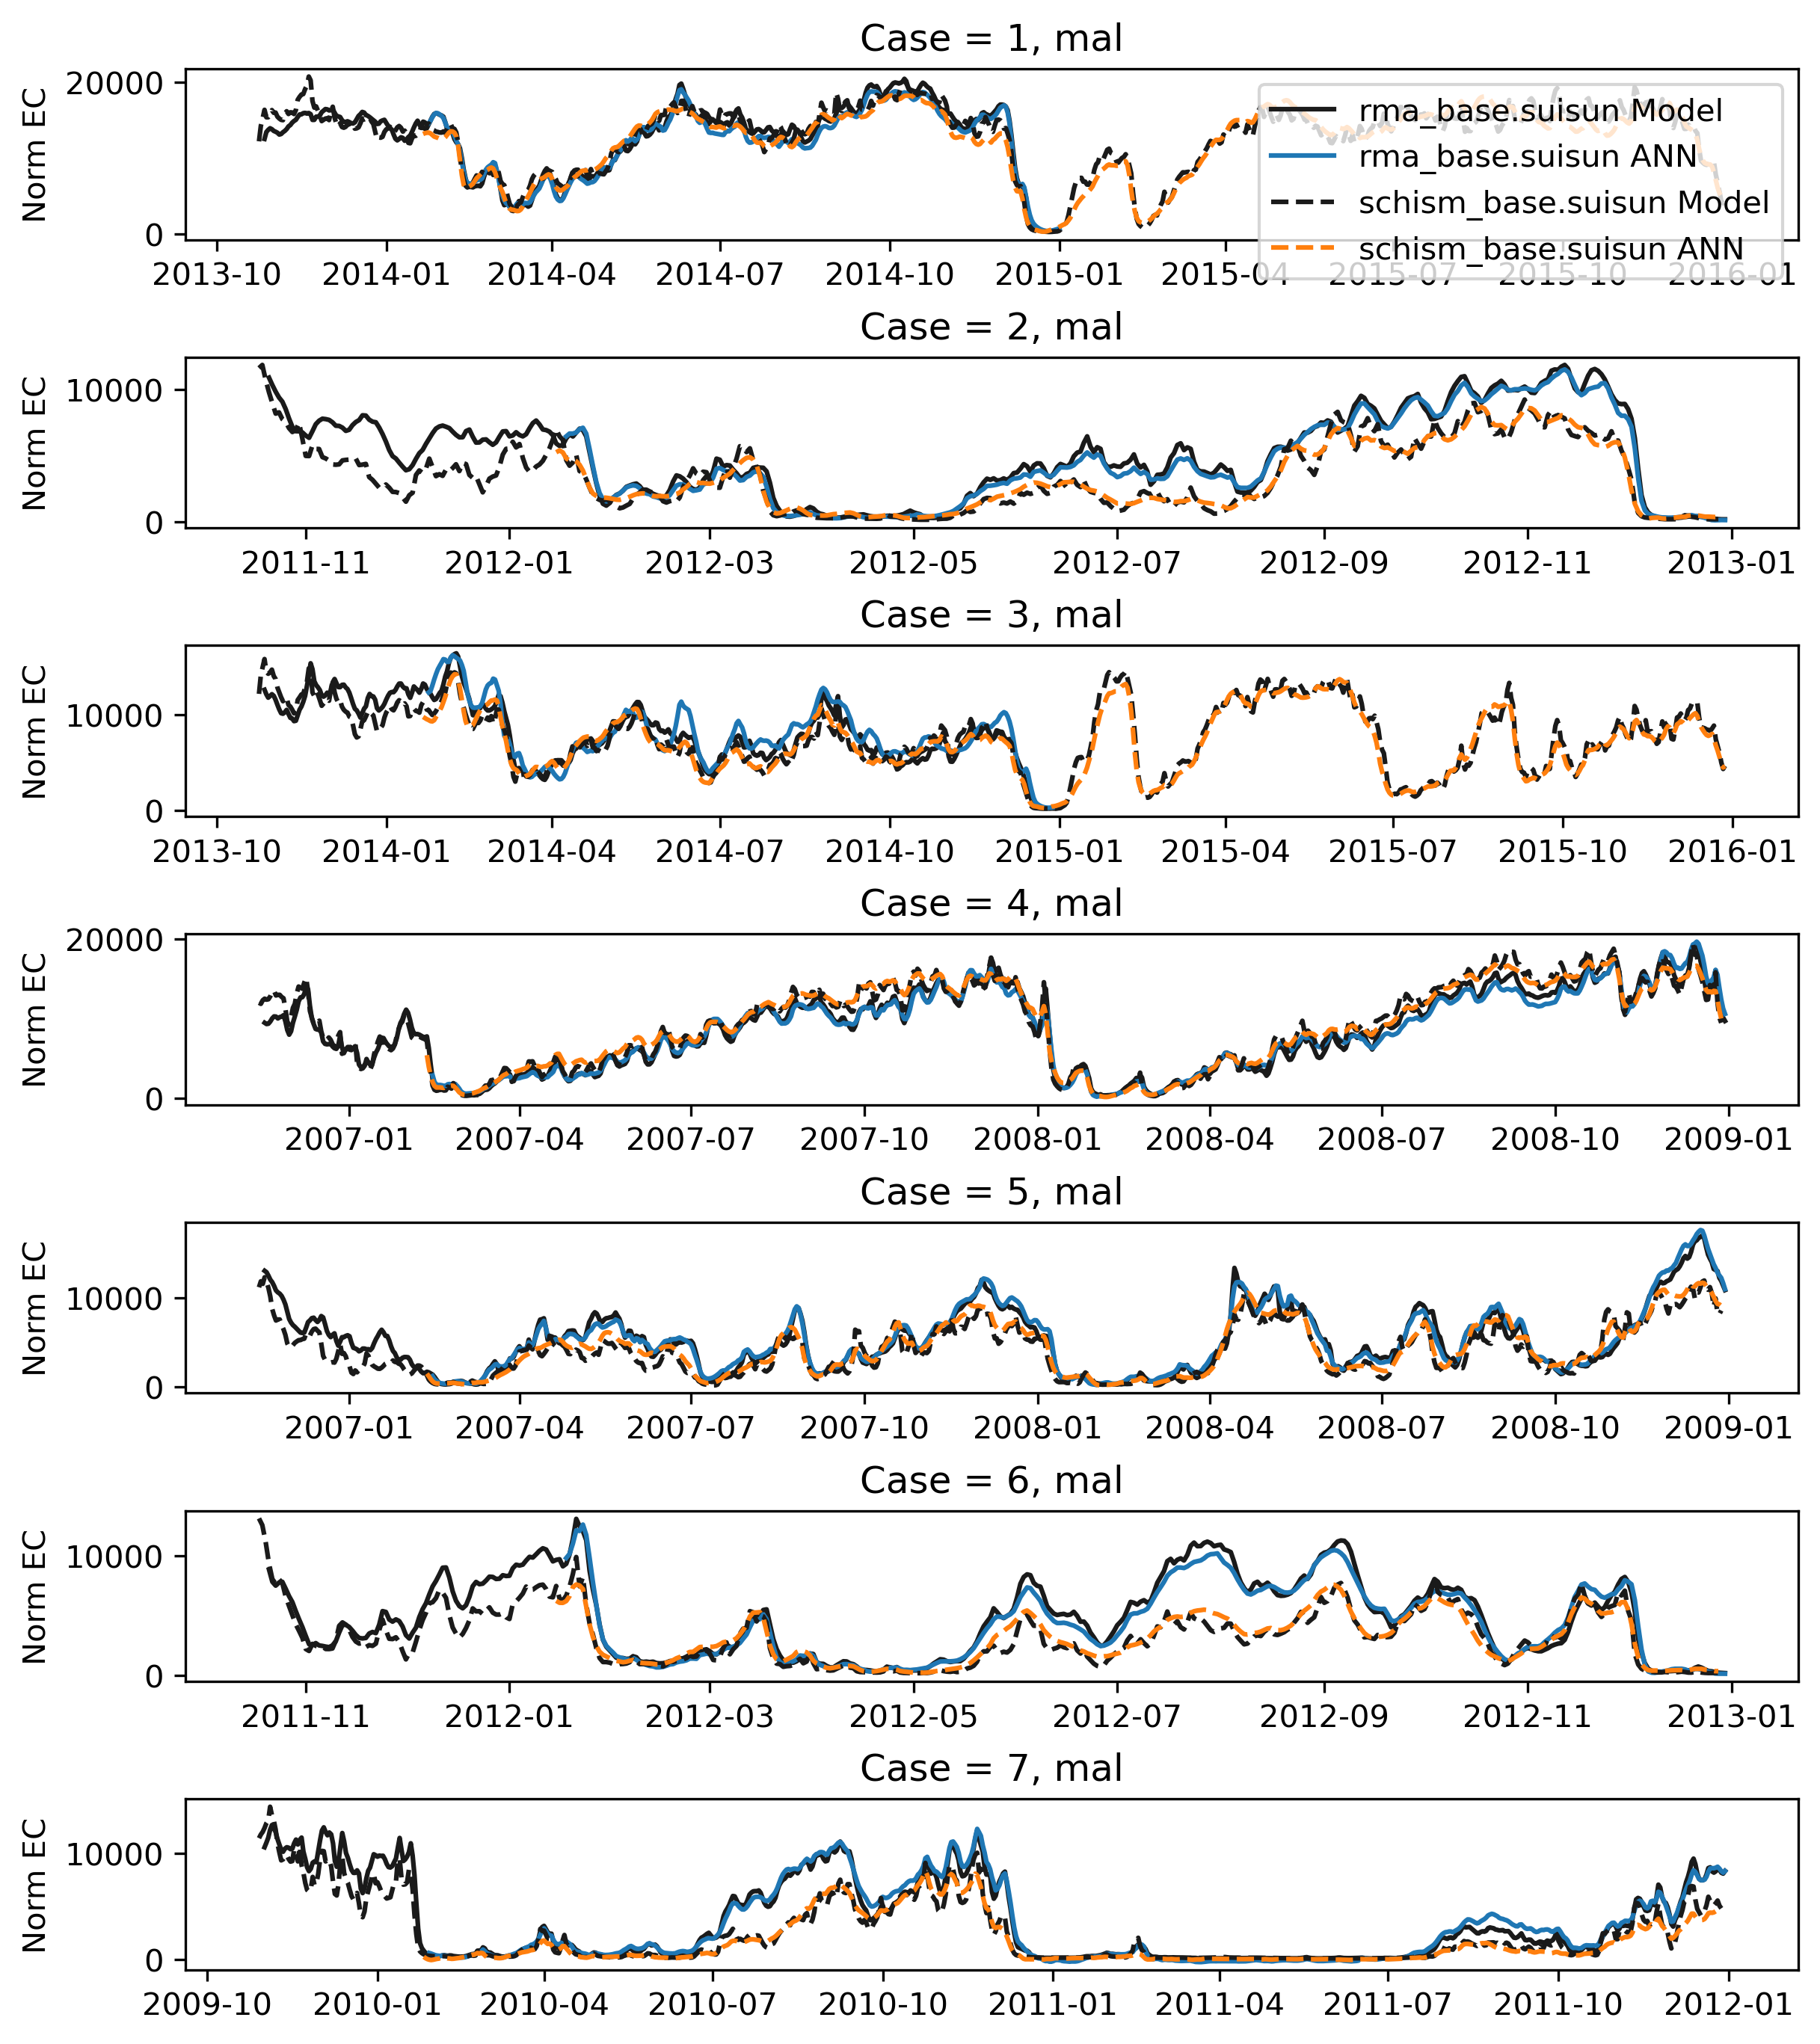 Case = 1, mal
Norm EC
20000
0
rma_base.suisun Model
rma_base.suisun ANN
schism_base.suisun Model
schism_base.suisun ANN
2013-10 2014-01 2014-04 2014-07 2014-10 2015-01 2015-04 2015-07 2015-10 2016-01
Case = 2, mal
Norm EC
10000
0
2011-11 2012-01 2012-03 2012-05 2012-07 2012-09 2012-11 2013-01
Case = 3, mal
Norm EC
10000
0
2013-10 2014-01 2014-04 2014-07 2014-10 2015-01 2015-04 2015-07 2015-10 2016-01
Case = 4, mal
Norm EC
20000
0
2007-01 2007-04 2007-07 2007-10 2008-01 2008-04 2008-07 2008-10 2009-01
Case = 5, mal
Norm EC
10000
0
2007-01 2007-04 2007-07 2007-10 2008-01 2008-04 2008-07 2008-10 2009-01
Case = 6, mal
Norm EC
10000
0
2011-11 2012-01 2012-03 2012-05 2012-07 2012-09 2012-11 2013-01
Case = 7, mal
Norm EC
10000
0
2009-10 2010-01 2010-04 2010-07 2010-10 2011-01 2011-04 2011-07 2011-10 2012-01